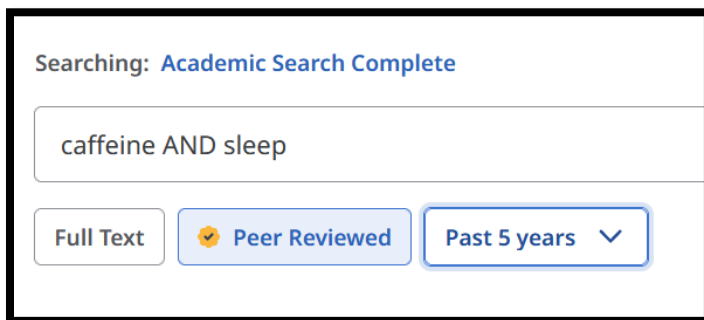 Searching: Academic Search Complete
caffeine AND sleep
Full Text Peer Reviewed Past 5 years